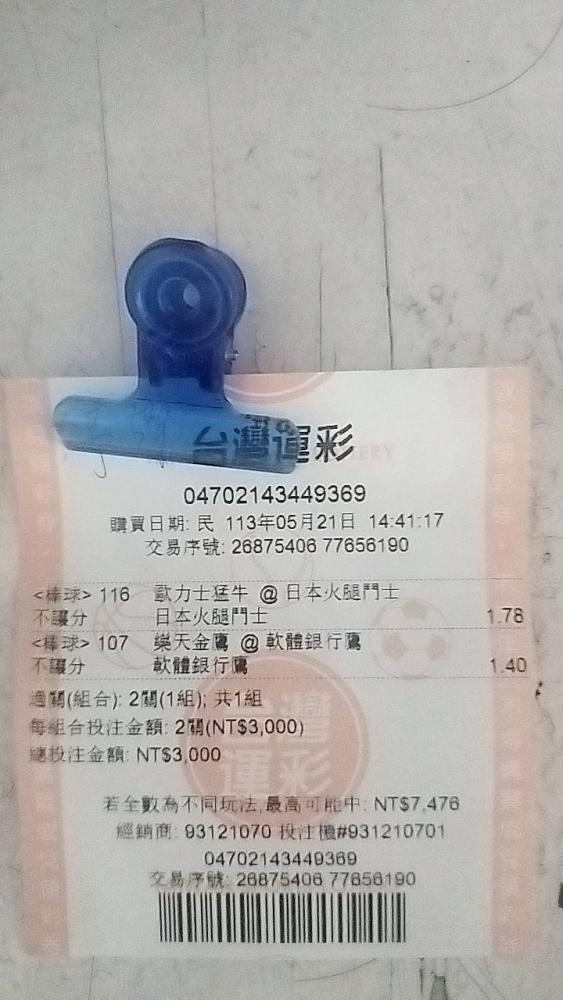 台灣運彩
04702143449369
購買日期: 民 113年05月21日 14:41:17
交易序號: 26875406 77656190
<棒球> 116 歐力士猛牛 @ 日本火腿鬥士
不讓分 日本火腿鬥士 1.78
<棒球> 107 樂天金鷹 @ 軟體銀行鷹
不讓分 軟體銀行鷹 1.40
過關(組合): 2關(1組); 共1組
每組合投注金額: 2關(NT$3,000)
總投注金額: NT$3,000
台灣運彩
若全數為不同玩法,最高可能中: NT$7,476
經銷商: 93121070 投注機#931210701
04702143449369
交易序號: 26875406 77656190